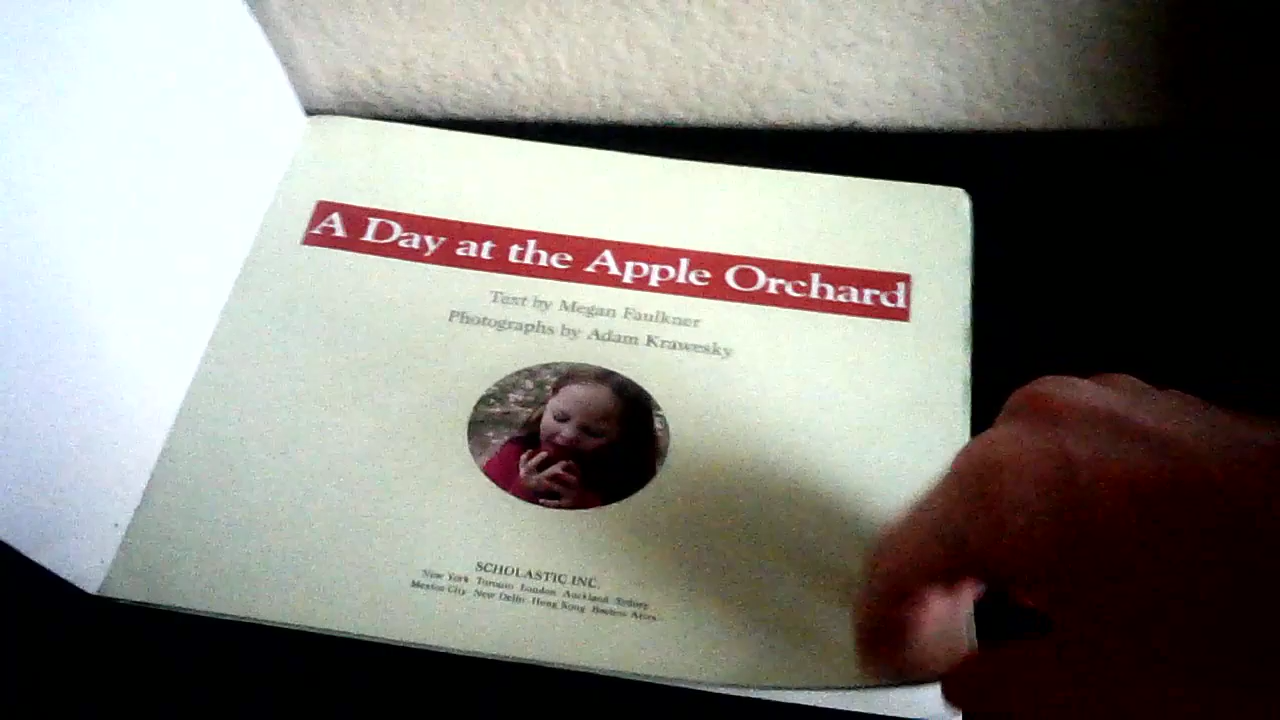 A Day at the Apple Orchard
Text by Megan Faulkner
Photographs by Adam Krawesky
SCHOLASTIC INC.
New York Toronto London Auckland Sydney
Mexico City New Delhi Hong Kong Buenos Aires